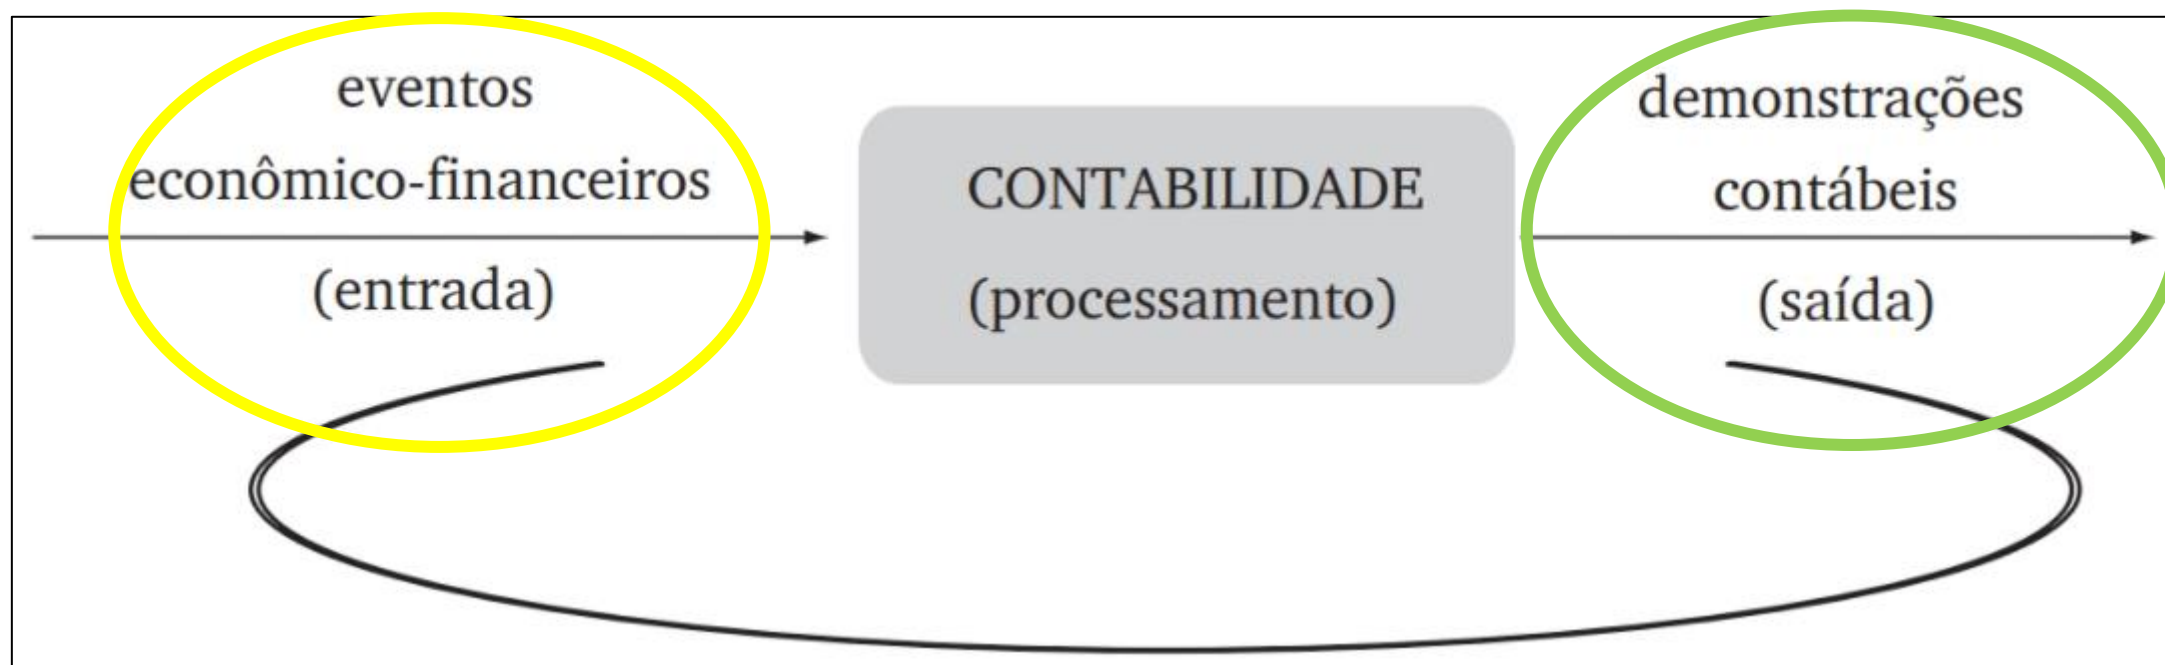 eventos
econômico-financeiros
(entrada)
CONTABILIDADE
(processamento)
demonstrações
contábeis
(saída)